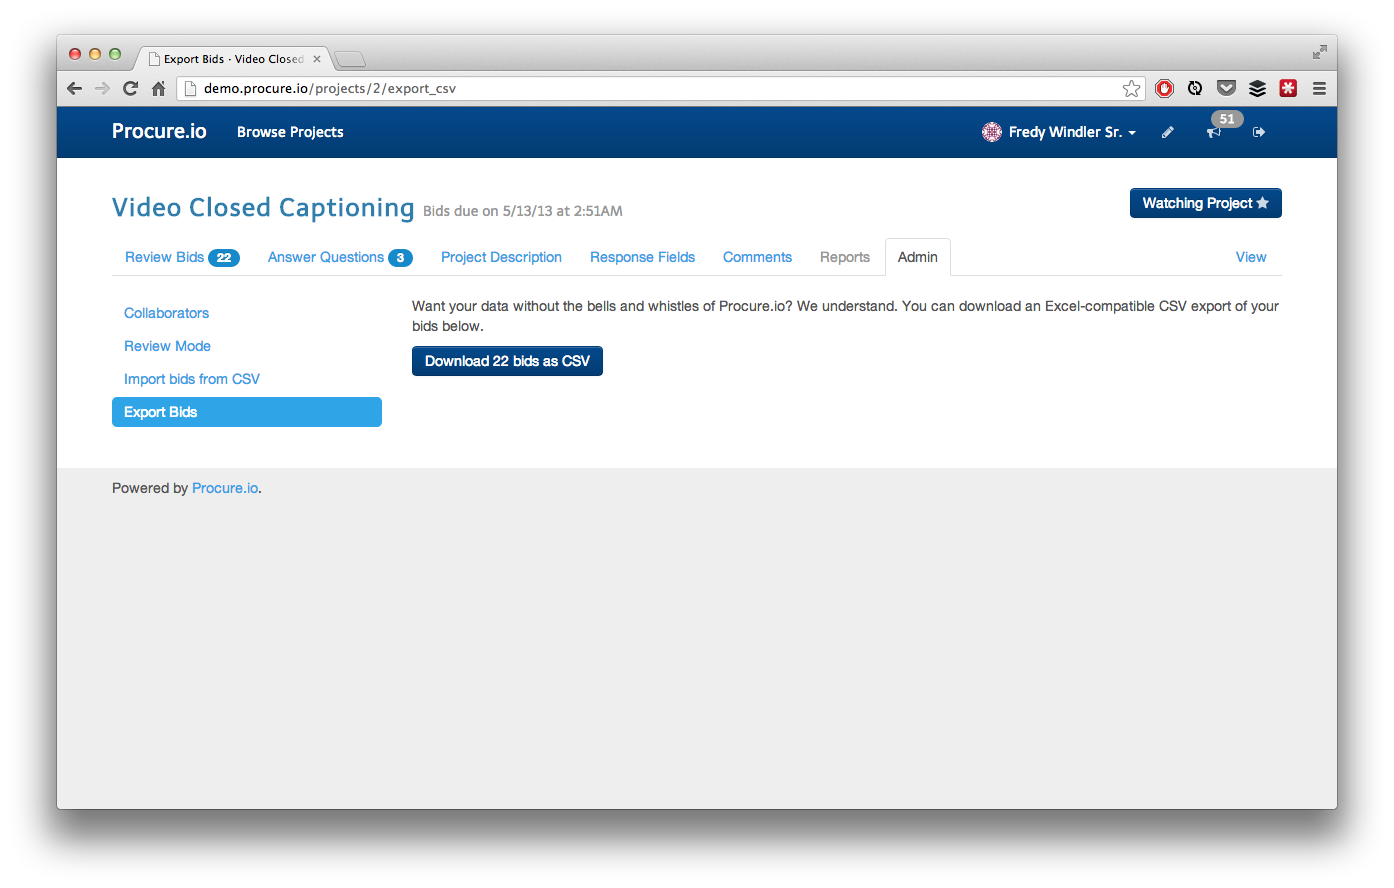 Export Bids · Video Closed
demo.procure.io/projects/2/export_csv
Procure.io Browse Projects Fredy Windler Sr. 51
Video Closed Captioning Bids due on 5/13/13 at 2:51AM Watching Project
Review Bids 22 Answer Questions 3 Project Description Response Fields Comments Reports Admin View
Collaborators
Review Mode
Import bids from CSV
Export Bids
Want your data without the bells and whistles of Procure.io? We understand. You can download an Excel-compatible CSV export of your
bids below.
Download 22 bids as CSV
Powered by Procure.io.